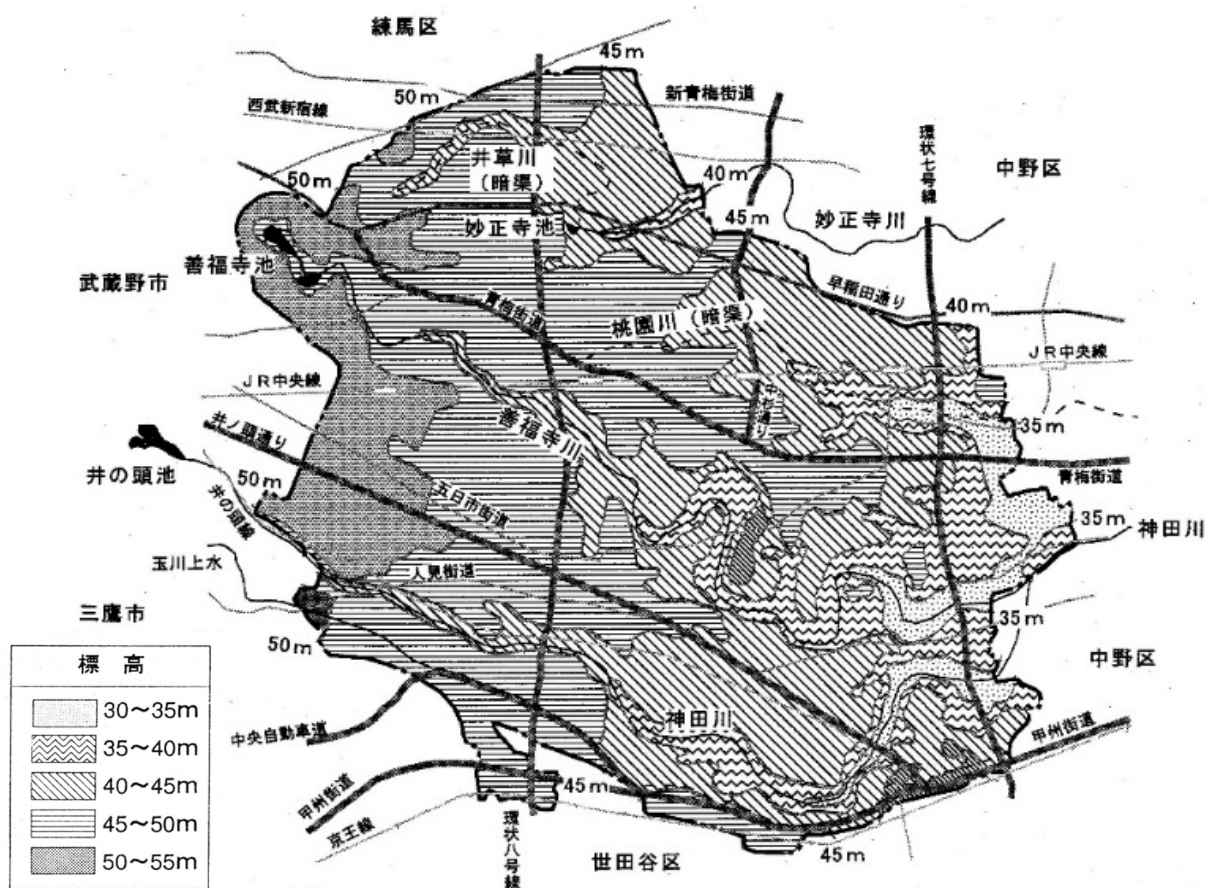 練馬区
45m
50m
新青梅街道
西武新宿線
環状七号線
中野区
井草川
（暗渠）
40m
50m
45m
妙正寺川
妙正寺池
善福寺池
武蔵野市
青梅街道
早稲田通り
40m
桃園川（暗渠）
JR中央線
JR中央線
中杉通り
善福寺川
井ノ頭通り
35m
井の頭池
50m
青梅街道
井の頭線
五日市街道
35m
神田川
玉川上水
人見街道
三鷹市
35m
50m
中野区
標高
30～35m
35～40m
40～45m
45～50m
50～55m
神田川
中央自動車道
甲州街道
甲州街道
45m
京王線
環状八号線
世田谷区
45m